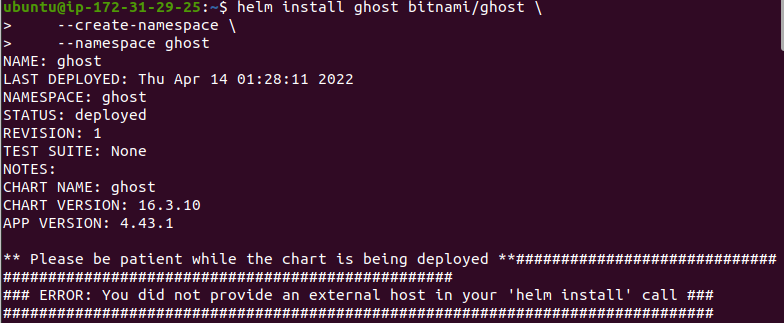 ubuntu@ip-172-31-29-25:~$ helm install ghost bitnami/ghost \
>     --create-namespace \
>     --namespace ghost
NAME: ghost
LAST DEPLOYED: Thu Apr 14 01:28:11 2022
NAMESPACE: ghost
STATUS: deployed
REVISION: 1
TEST SUITE: None
NOTES:
CHART NAME: ghost
CHART VERSION: 16.3.10
APP VERSION: 4.43.1

** Please be patient while the chart is being deployed **#############################
##################################################
### ERROR: You did not provide an external host in your 'helm install' call ###
###############################################################################